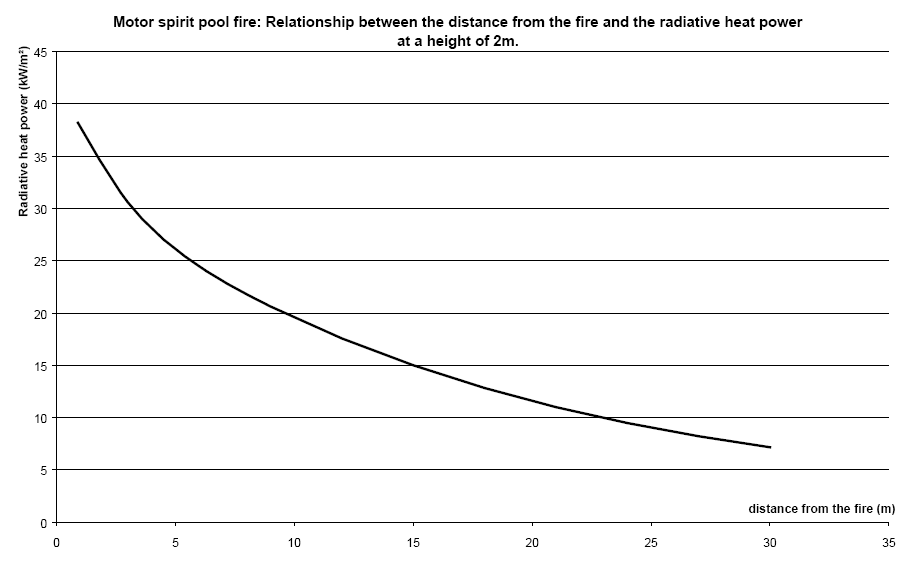 Motor spirit pool fire: Relationship between the distance from the fire and the radiative heat power
at a height of 2m.
Radiative heat power (kW/m²)
45
40
35
30
25
20
15
10
5
0
distance from the fire (m)
0 5 10 15 20 25 30 35